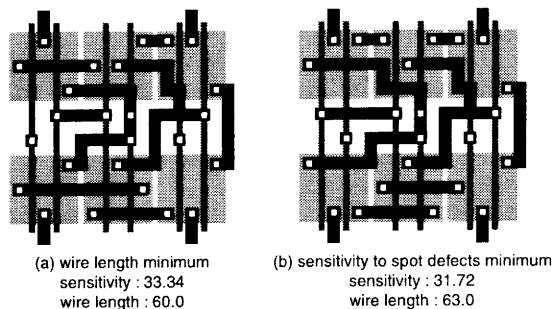 (a) wire length minimum
sensitivity : 33.34
wire length : 60.0
(b) sensitivity to spot defects minimum
sensitivity : 31.72
wire length : 63.0